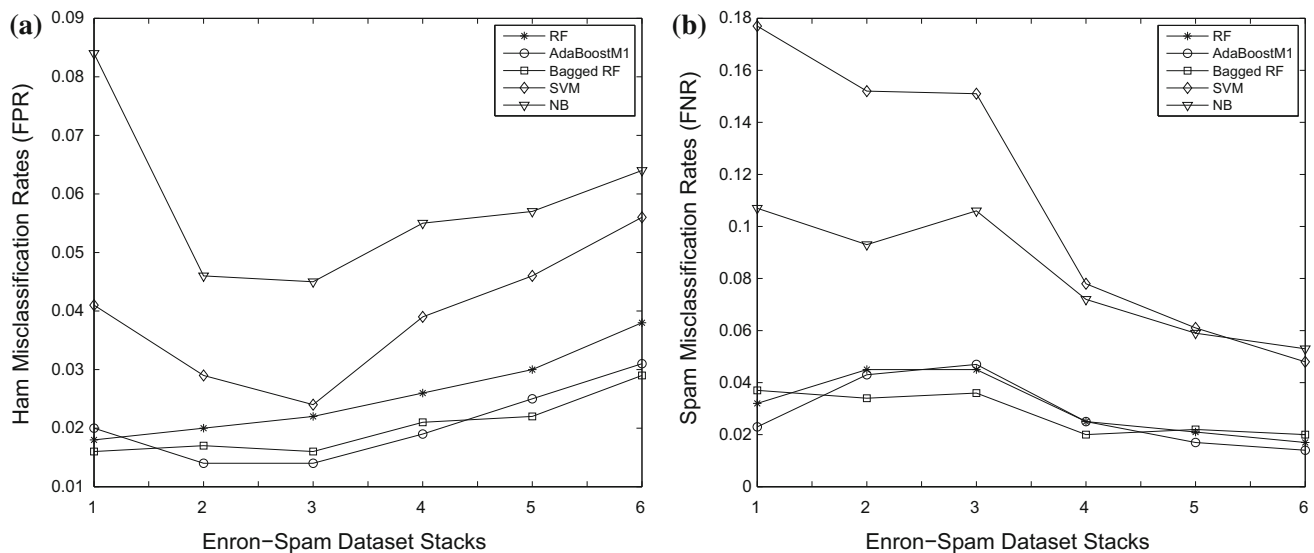 (a)
Ham Misclassification Rates (FPR)
0.09
0.08
0.07
0.06
0.05
0.04
0.03
0.02
0.01
1 2 3 4 5 6
Enron−Spam Dataset Stacks
RF
AdaBoostM1
Bagged RF
SVM
NB
(b)
Spam Misclassification Rates (FNR)
0.18
0.16
0.14
0.12
0.1
0.08
0.06
0.04
0.02
0
1 2 3 4 5 6
Enron−Spam Dataset Stacks
RF
AdaBoostM1
Bagged RF
SVM
NB